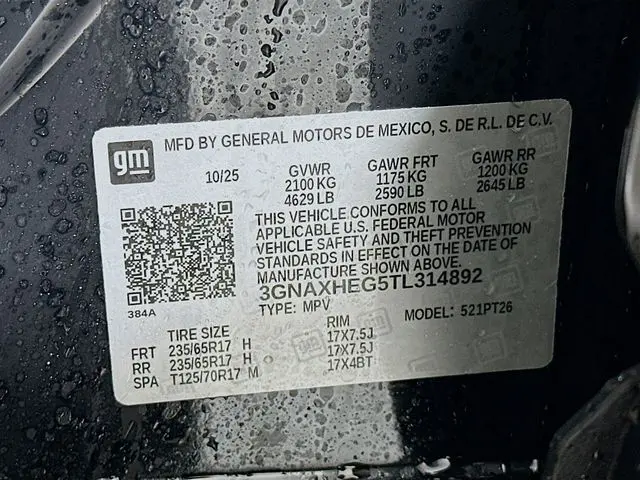 gm
MFD BY GENERAL MOTORS DE MEXICO, S. DE R.L. DE C.V.
10/25 GVWR GAWR FRT GAWR RR
2100 KG 1175 KG 1200 KG
4629 LB 2590 LB 2645 LB
THIS VEHICLE CONFORMS TO ALL
APPLICABLE U.S. FEDERAL MOTOR
VEHICLE SAFETY AND THEFT PREVENTION
STANDARDS IN EFFECT ON THE DATE OF
MANUFACTURE SHOWN ABOVE.
3GNAXHEG5TL314892
384A
TYPE: MPV MODEL: 521PT26
TIRE SIZE RIM
FRT 235/65R17 H 17X7.5J
RR 235/65R17 H 17X7.5J
SPA T125/70R17 M 17X4BT